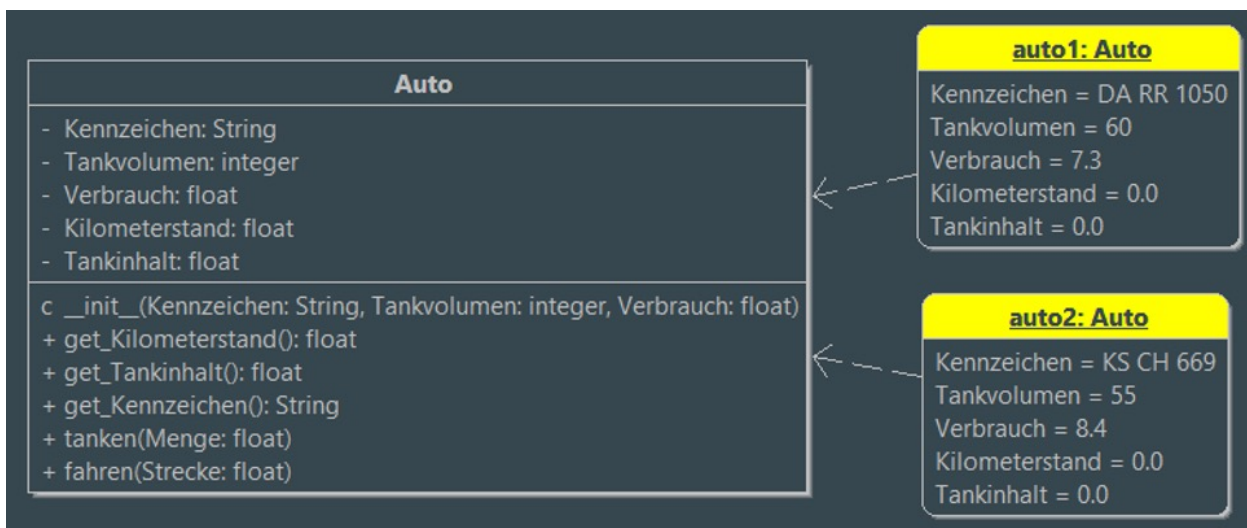 Auto
- Kennzeichen: String
- Tankvolumen: integer
- Verbrauch: float
- Kilometerstand: float
- Tankinhalt: float
c __init__(Kennzeichen: String, Tankvolumen: integer, Verbrauch: float)
+ get_Kilometerstand(): float
+ get_Tankinhalt(): float
+ get_Kennzeichen(): String
+ tanken(Menge: float)
+ fahren(Strecke: float)
auto1: Auto
Kennzeichen = DA RR 1050
Tankvolumen = 60
Verbrauch = 7.3
Kilometerstand = 0.0
Tankinhalt = 0.0
auto2: Auto
Kennzeichen = KS CH 669
Tankvolumen = 55
Verbrauch = 8.4
Kilometerstand = 0.0
Tankinhalt = 0.0